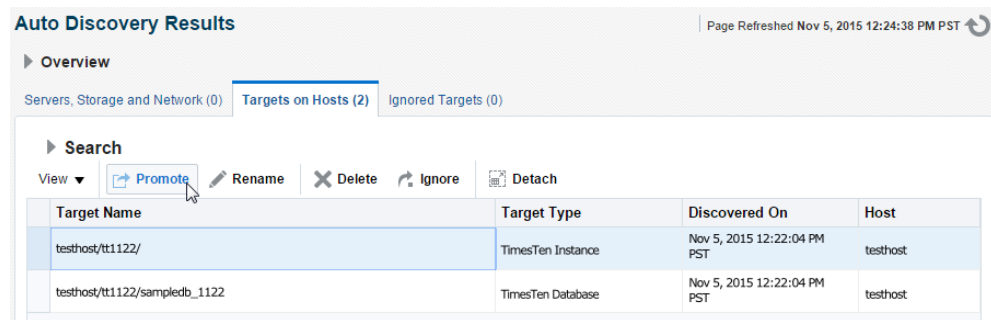 Auto Discovery Results
Page Refreshed Nov 5, 2015 12:24:38 PM PST
Overview
Servers, Storage and Network (0) Targets on Hosts (2) Ignored Targets (0)
Search
View Promote Rename Delete Ignore Detach
Target Name Target Type Discovered On Host
testhost/tt1122/ TimesTen Instance Nov 5, 2015 12:22:04 PM PST testhost
testhost/tt1122/sampledb_1122 TimesTen Database Nov 5, 2015 12:22:04 PM PST testhost